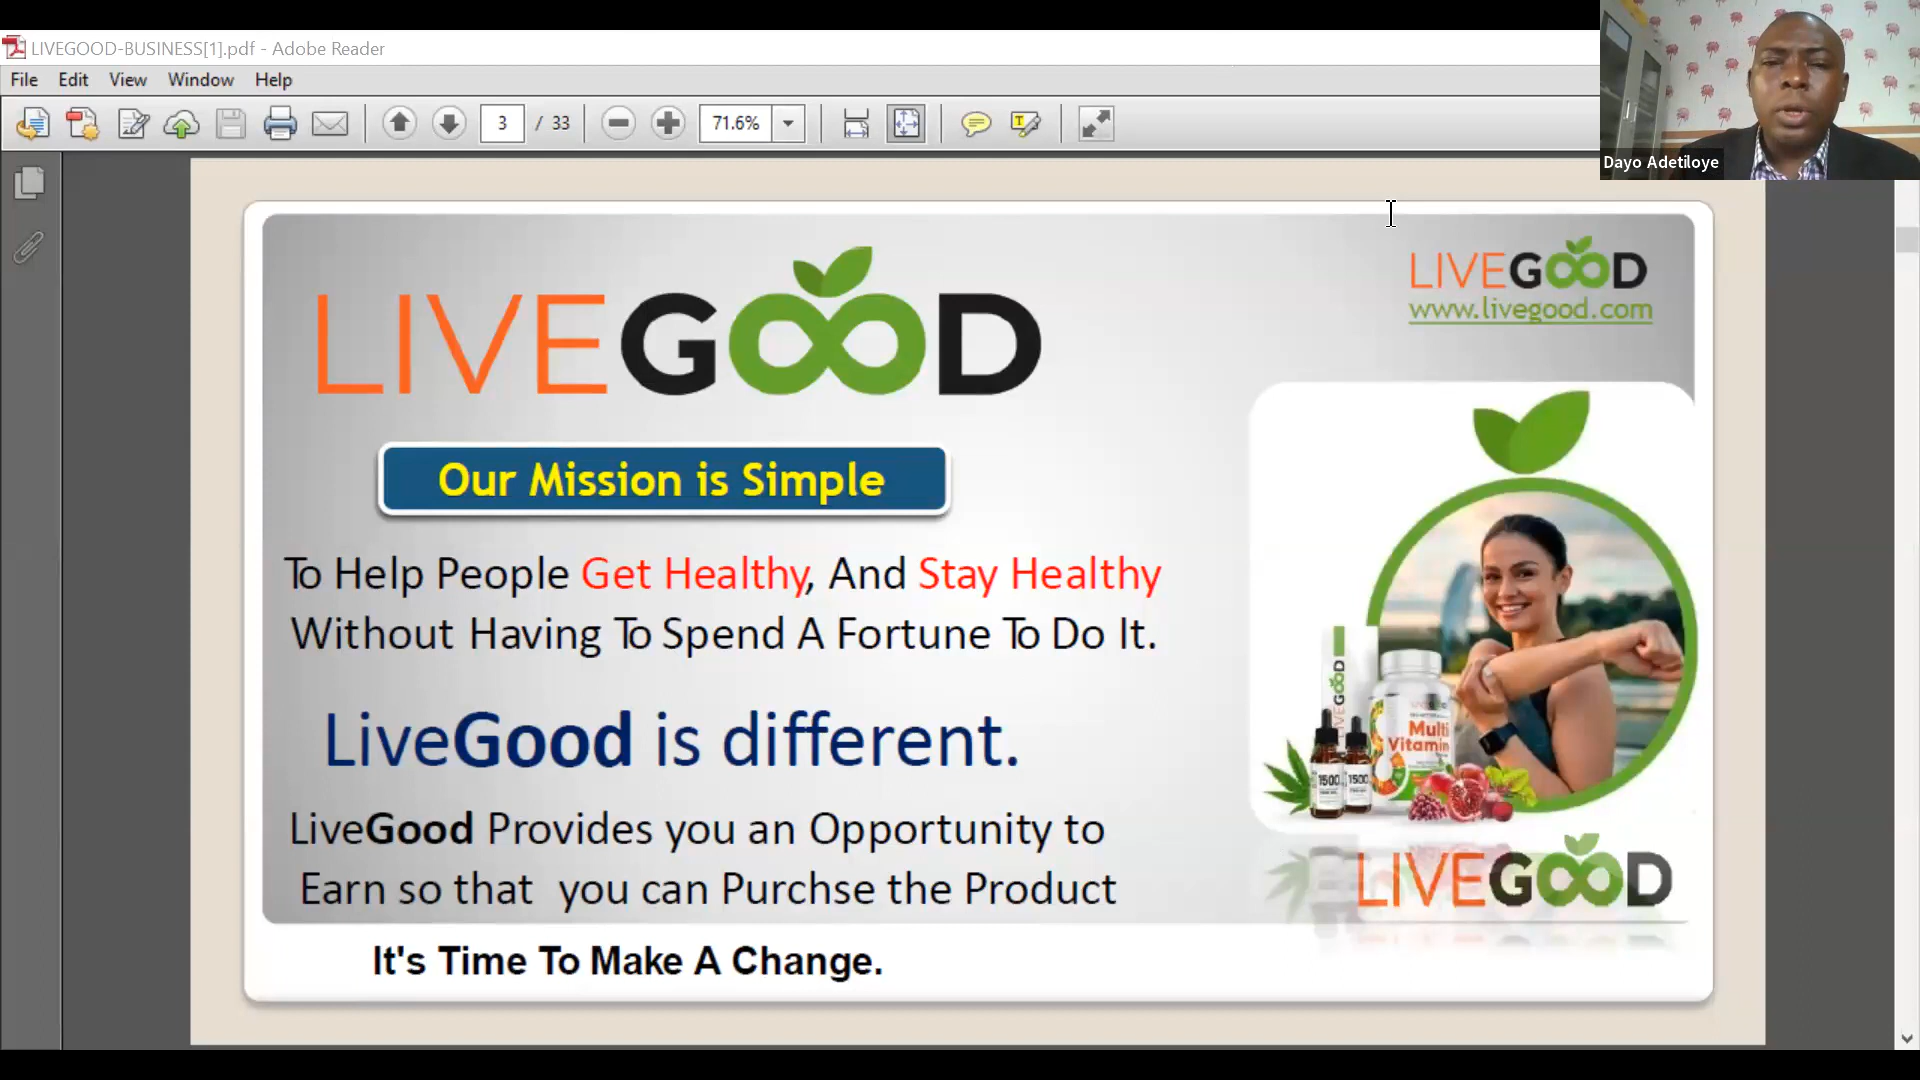 LIVEGOOD-BUSINESS[1].pdf - Adobe Reader
File Edit View Window Help
3 / 33 71.6%
Dayo Adetiloye
LIVEGOOD
LIVEGOOD
www.livegood.com
Our Mission is Simple
To Help People Get Healthy, And Stay Healthy
Without Having To Spend A Fortune To Do It.
LiveGood is different.
LiveGood Provides you an Opportunity to
Earn so that you can Purchse the Product
It's Time To Make A Change.
LIVEGOOD
Multi
Vitamin
1500
1500
LIVEGOOD